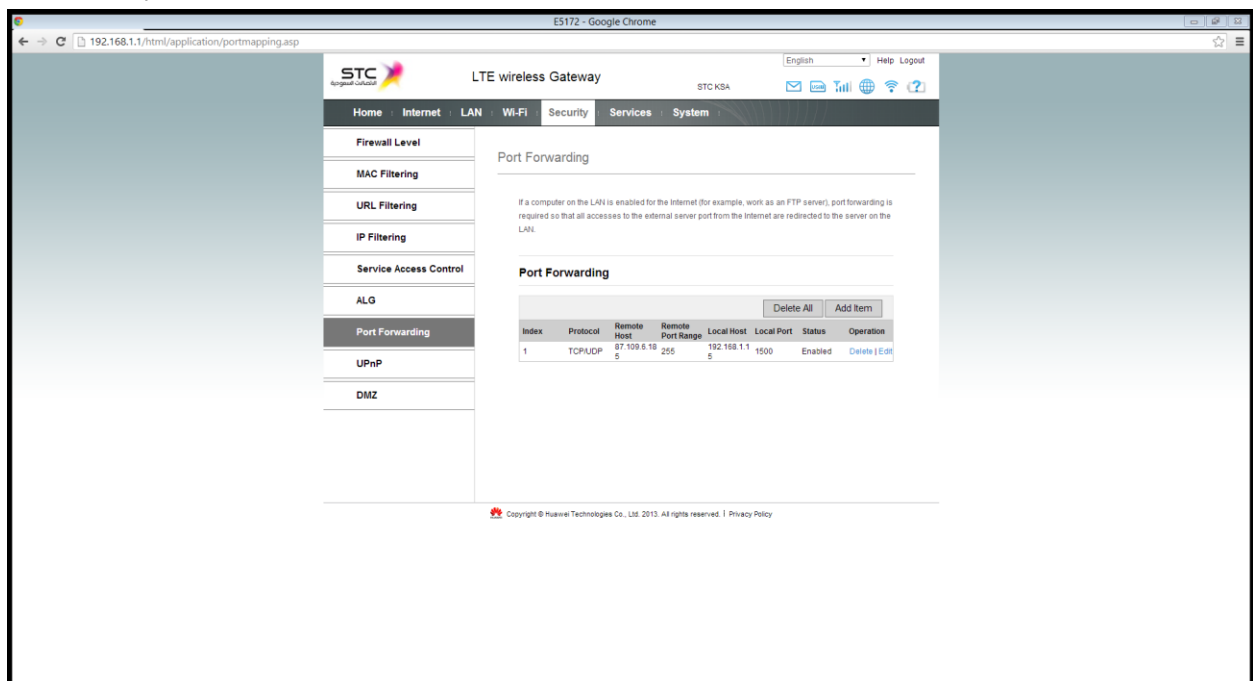 E5172 - Google Chrome
192.168.1.1/html/application/portmapping.asp
English Help Logout
STC
LTE wireless Gateway
STC KSA
Home Internet LAN Wi-Fi Security Services System
Firewall Level
MAC Filtering
URL Filtering
IP Filtering
Service Access Control
ALG
Port Forwarding
UPnP
DMZ
Port Forwarding
If a computer on the LAN is enabled for the Internet (for example, work as an FTP server), port forwarding is
required so that all accesses to the external server port from the Internet are redirected to the server on the
LAN.
Port Forwarding
Delete All Add Item
Index Protocol Remote Host Remote Port Range Local Host Local Port Status Operation
1 TCP/UDP 87.109.6.185 255 192.168.1.15 1500 Enabled Delete | Edit
Copyright © Huawei Technologies Co., Ltd. 2013. All rights reserved. | Privacy Policy